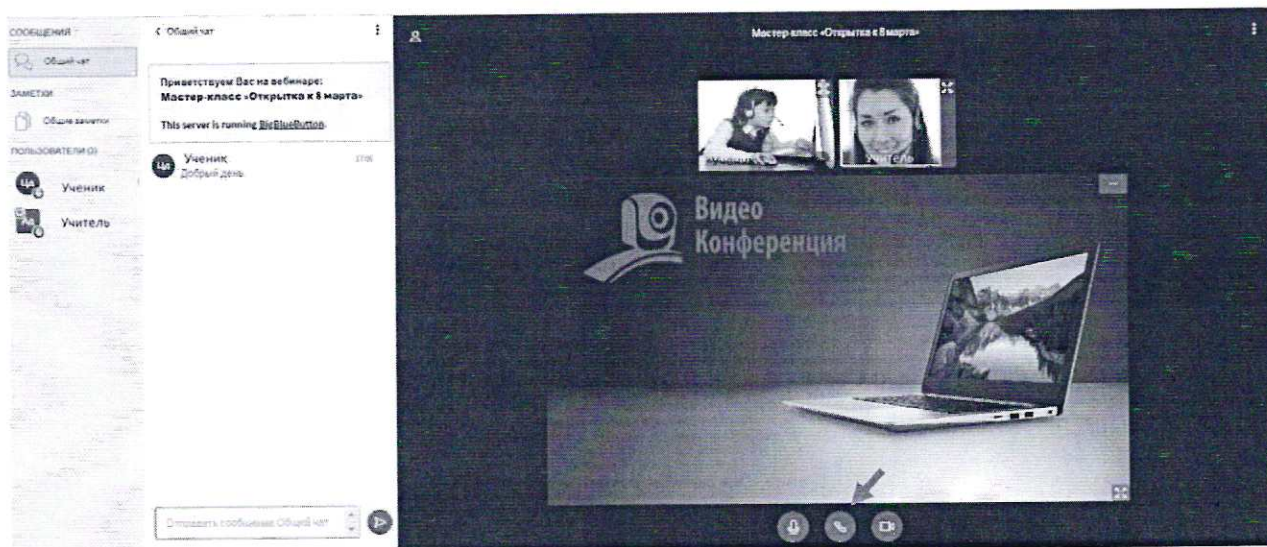 СООБЩЕНИЯ
Общий чат
ЗАМЕТКИ
Общие заметки
ПОЛЬЗОВАТЕЛИ (2)
ЦА
Ученик
Учитель
Общий чат
Приветствуем Вас на вебинаре:
Мастер-класс «Открытка к 8 марта»
This server is running BigBlueButton.
ЦА
Ученик
Добрый день
Отправить сообщение Общий чат
Мастер-класс «Открытка к 8 марта»
Учитель
Видео
Конференция